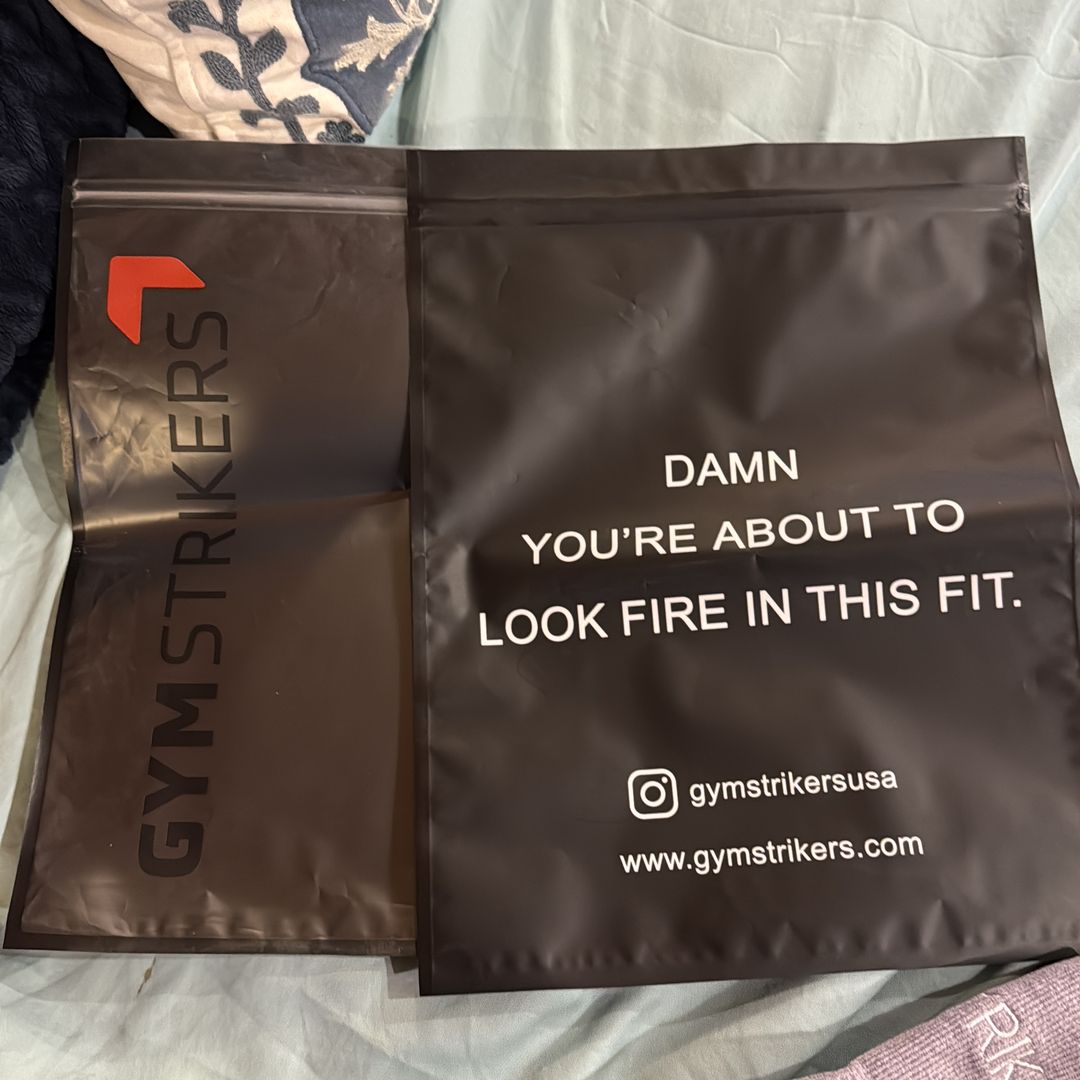 GYMSTRIKERS
DAMN
YOU'RE ABOUT TO
LOOK FIRE IN THIS FIT.
gymstrikersusa
www.gymstrikers.com